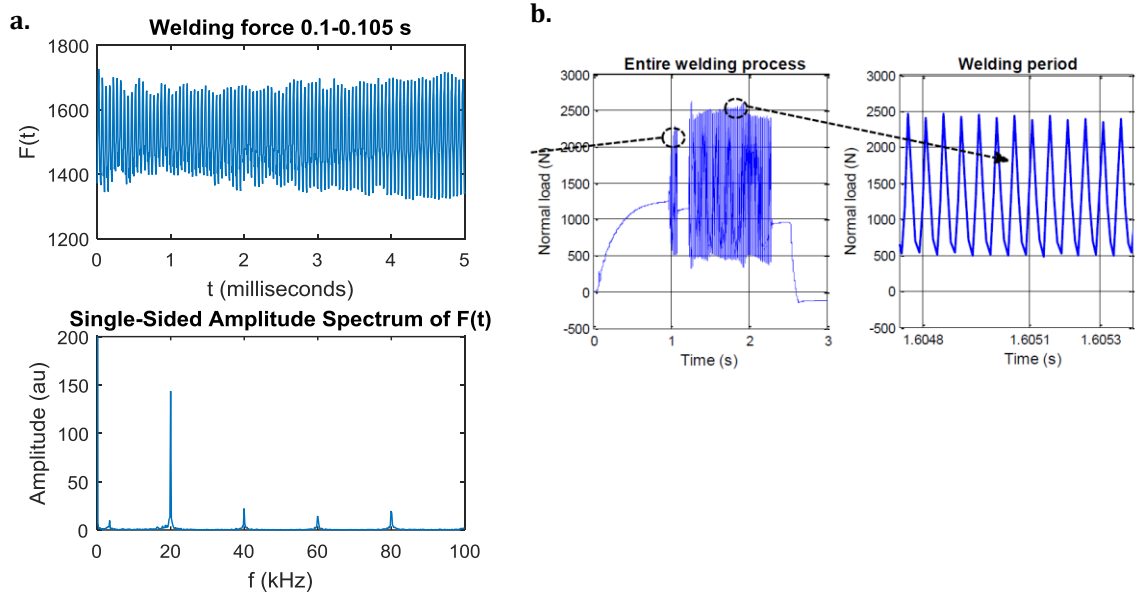 a.
Welding force 0.1-0.105 s
1800
1600
1400
1200
F(t)
0 1 2 3 4 5
t (milliseconds)
Single-Sided Amplitude Spectrum of F(t)
200
150
100
50
0
Amplitude (au)
0 20 40 60 80 100
f (kHz)
b.
Entire welding process
3000
2500
2000
1500
1000
500
0
-500
Normal load (N)
0 1 2 3
Time (s)
Welding period
3000
2500
2000
1500
1000
500
0
-500
Normal load (N)
1.6048 1.6051 1.6053
Time (s)